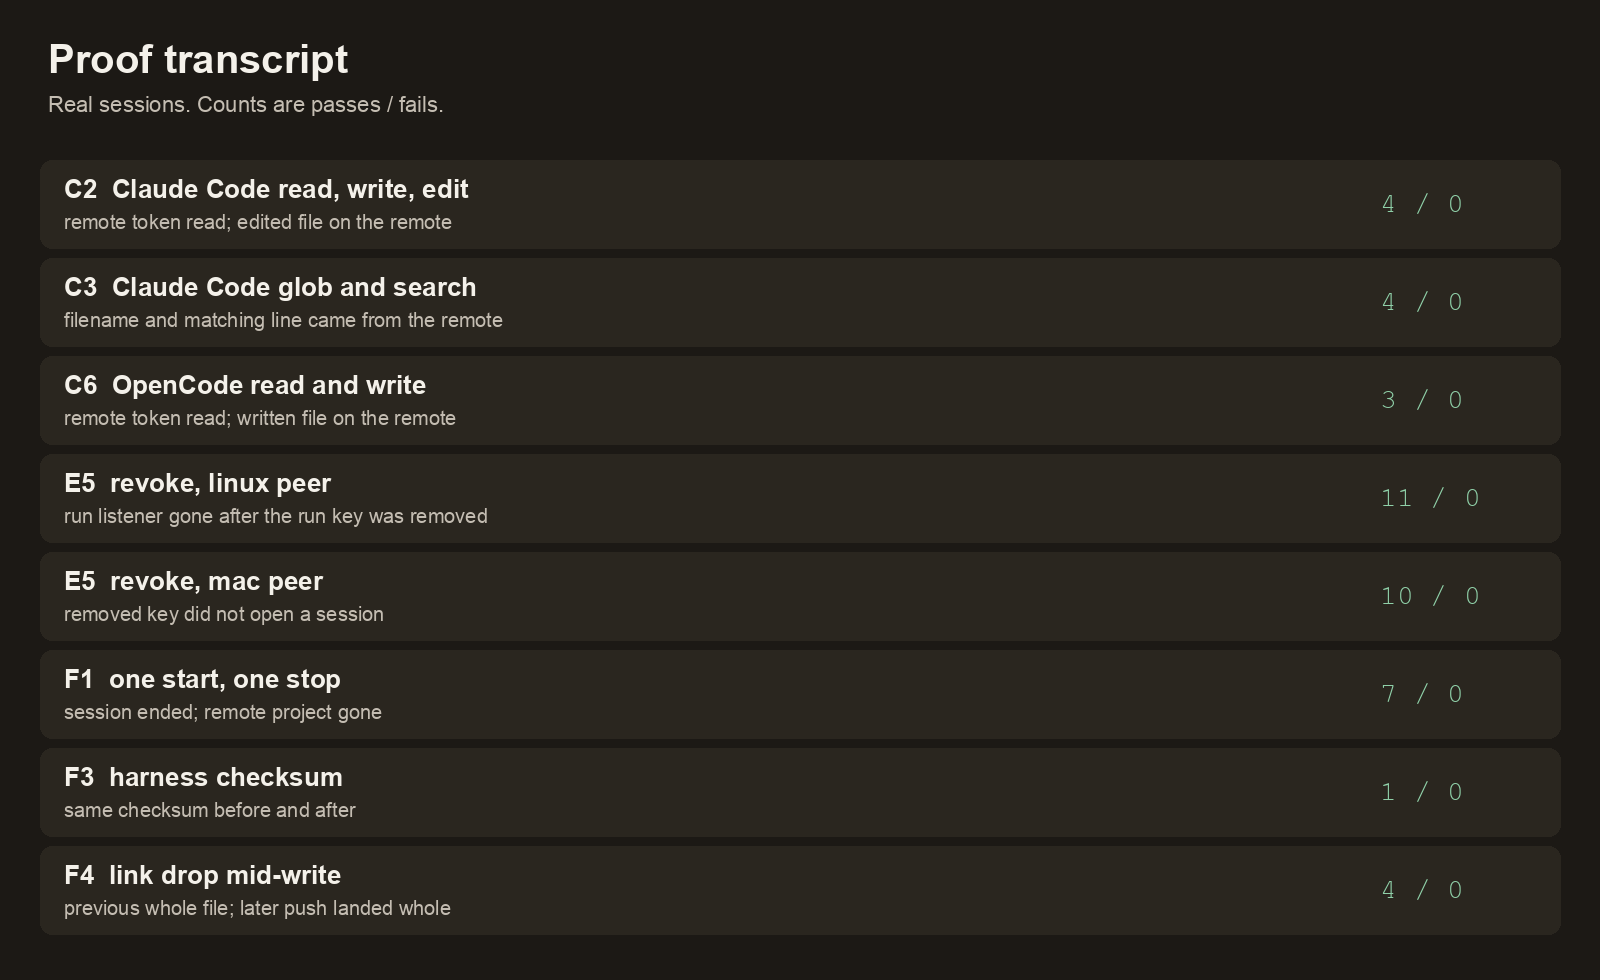 Proof transcript
Real sessions. Counts are passes / fails.
C2 Claude Code read, write, edit
remote token read; edited file on the remote
4 / 0
C3 Claude Code glob and search
filename and matching line came from the remote
4 / 0
C6 OpenCode read and write
remote token read; written file on the remote
3 / 0
E5 revoke, linux peer
run listener gone after the run key was removed
11 / 0
E5 revoke, mac peer
removed key did not open a session
10 / 0
F1 one start, one stop
session ended; remote project gone
7 / 0
F3 harness checksum
same checksum before and after
1 / 0
F4 link drop mid-write
previous whole file; later push landed whole
4 / 0